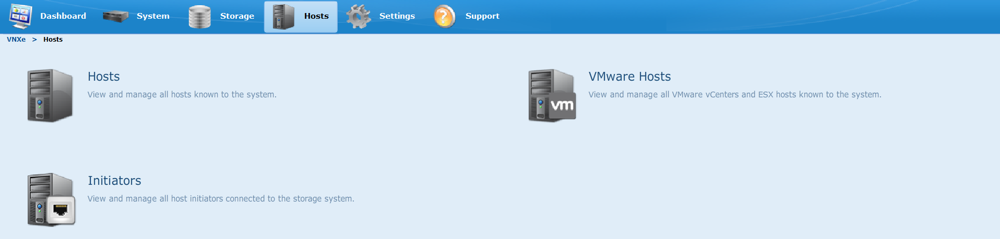 Dashboard System Storage Hosts Settings Support
VNXe > Hosts
Hosts
View and manage all hosts known to the system.
VMware Hosts
View and manage all VMware vCenters and ESX hosts known to the system.
vm
Initiators
View and manage all host initiators connected to the storage system.